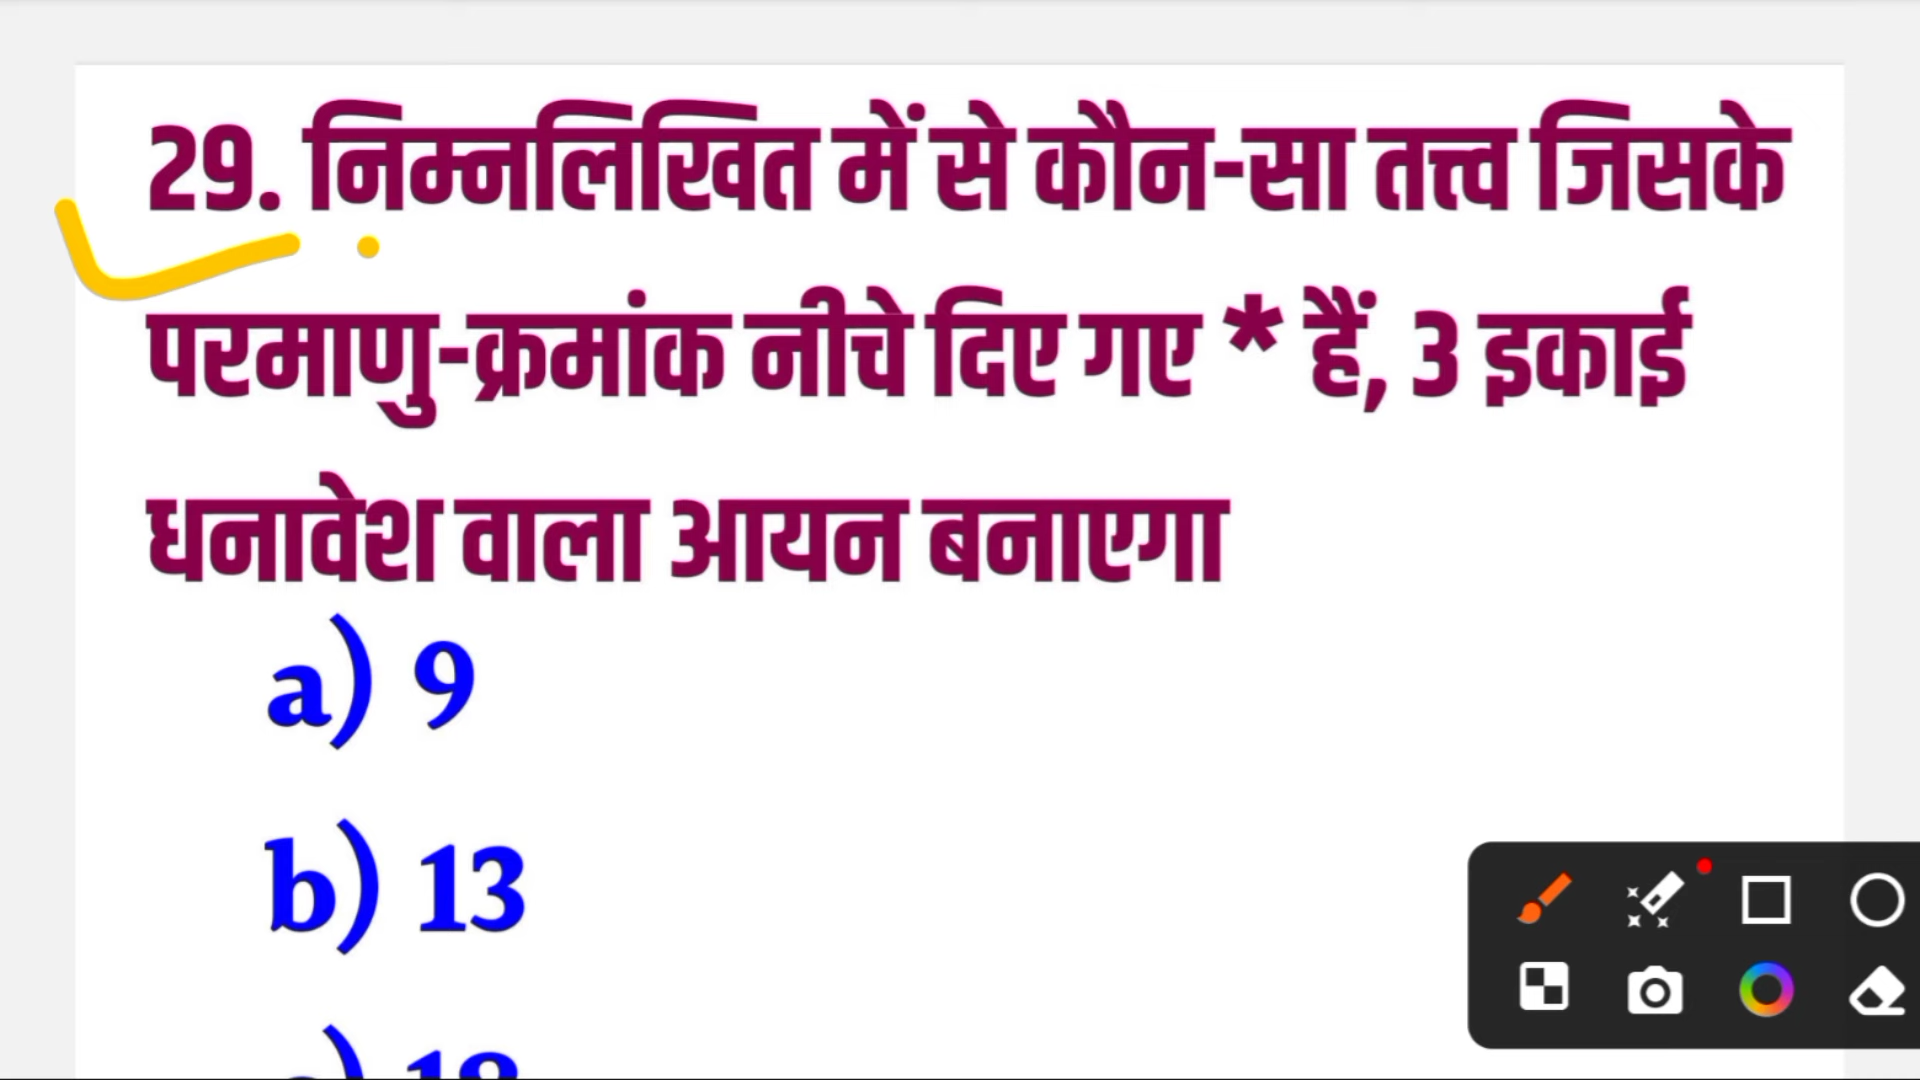 29. निम्नलिखित में से कौन-सा तत्त्व जिसके
परमाणु-क्रमांक नीचे दिए गए * हैं, 3 इकाई
धनावेश वाला आयन बनाएगा
a) 9
b) 13